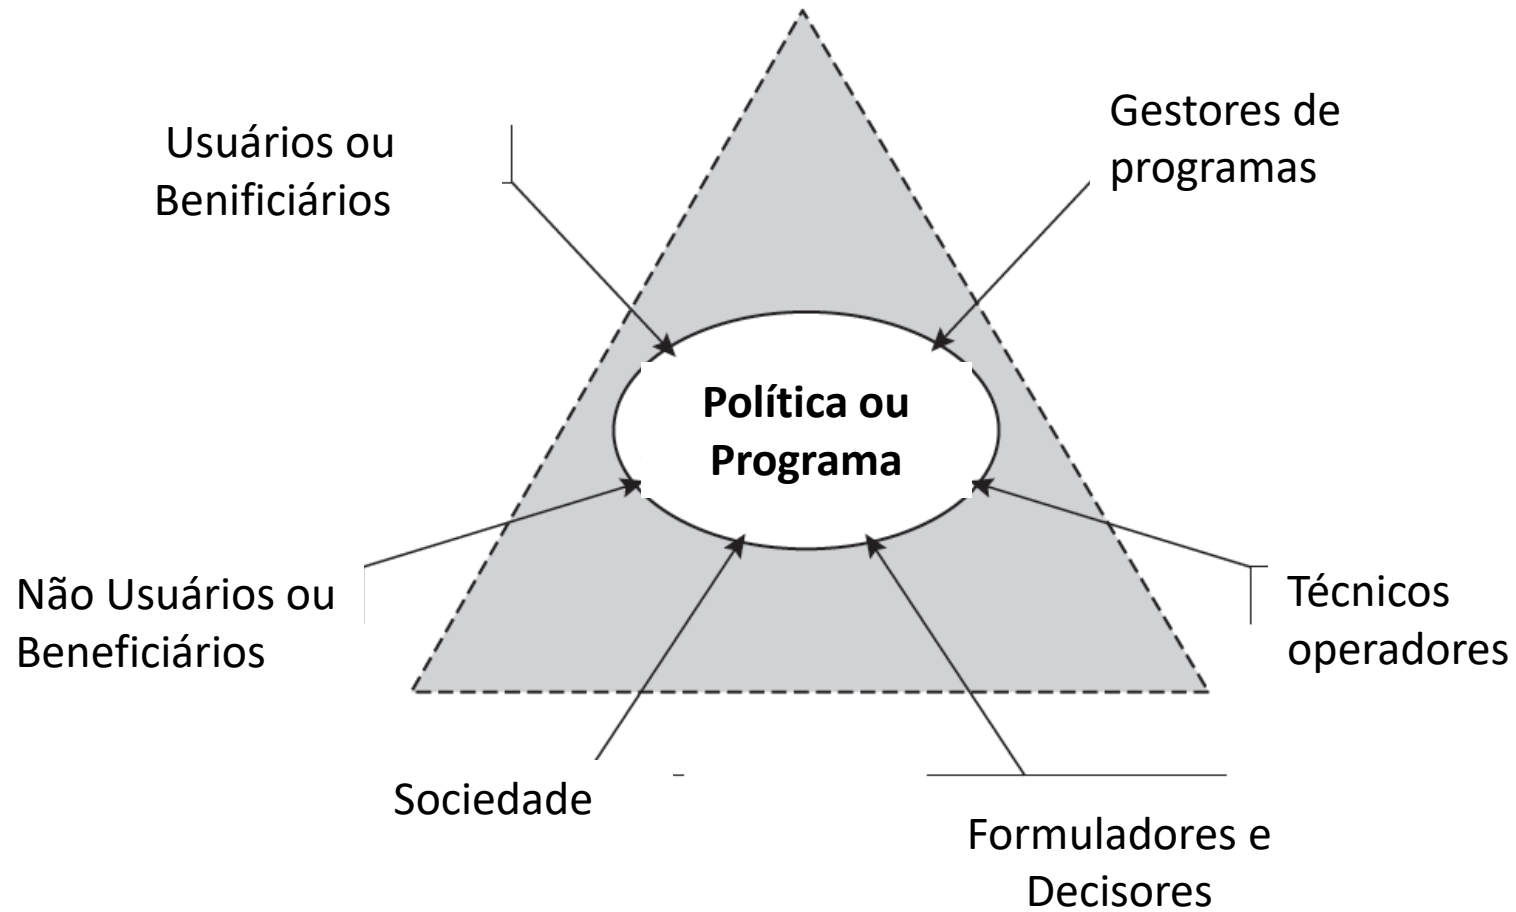 Usuários ou
Benificiários
Gestores de
programas
Política ou
Programa
Não Usuários ou
Beneficiários
Técnicos
operadores
Sociedade
Formuladores e
Decisores